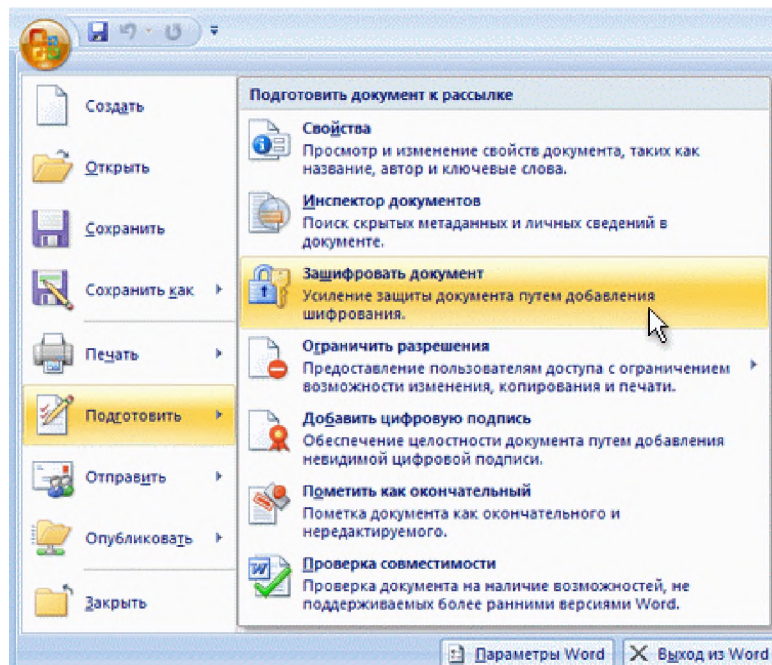 Создать
Открыть
Сохранить
Сохранить как
Печать
Подготовить
Отправить
Опубликовать
Закрыть
Подготовить документ к рассылке
Свойства
Просмотр и изменение свойств документа, таких как
название, автор и ключевые слова.
Инспектор документов
Поиск скрытых метаданных и личных сведений в
документе.
Зашифровать документ
Усиление защиты документа путем добавления
шифрования.
Ограничить разрешения
Предоставление пользователям доступа с ограничением
возможности изменения, копирования и печати.
Добавить цифровую подпись
Обеспечение целостности документа путем добавления
невидимой цифровой подписи.
Пометить как окончательный
Пометка документа как окончательного и
нередактируемого.
Проверка совместимости
Проверка документа на наличие возможностей, не
поддерживаемых более ранними версиями Word.
Параметры Word
Выход из Word